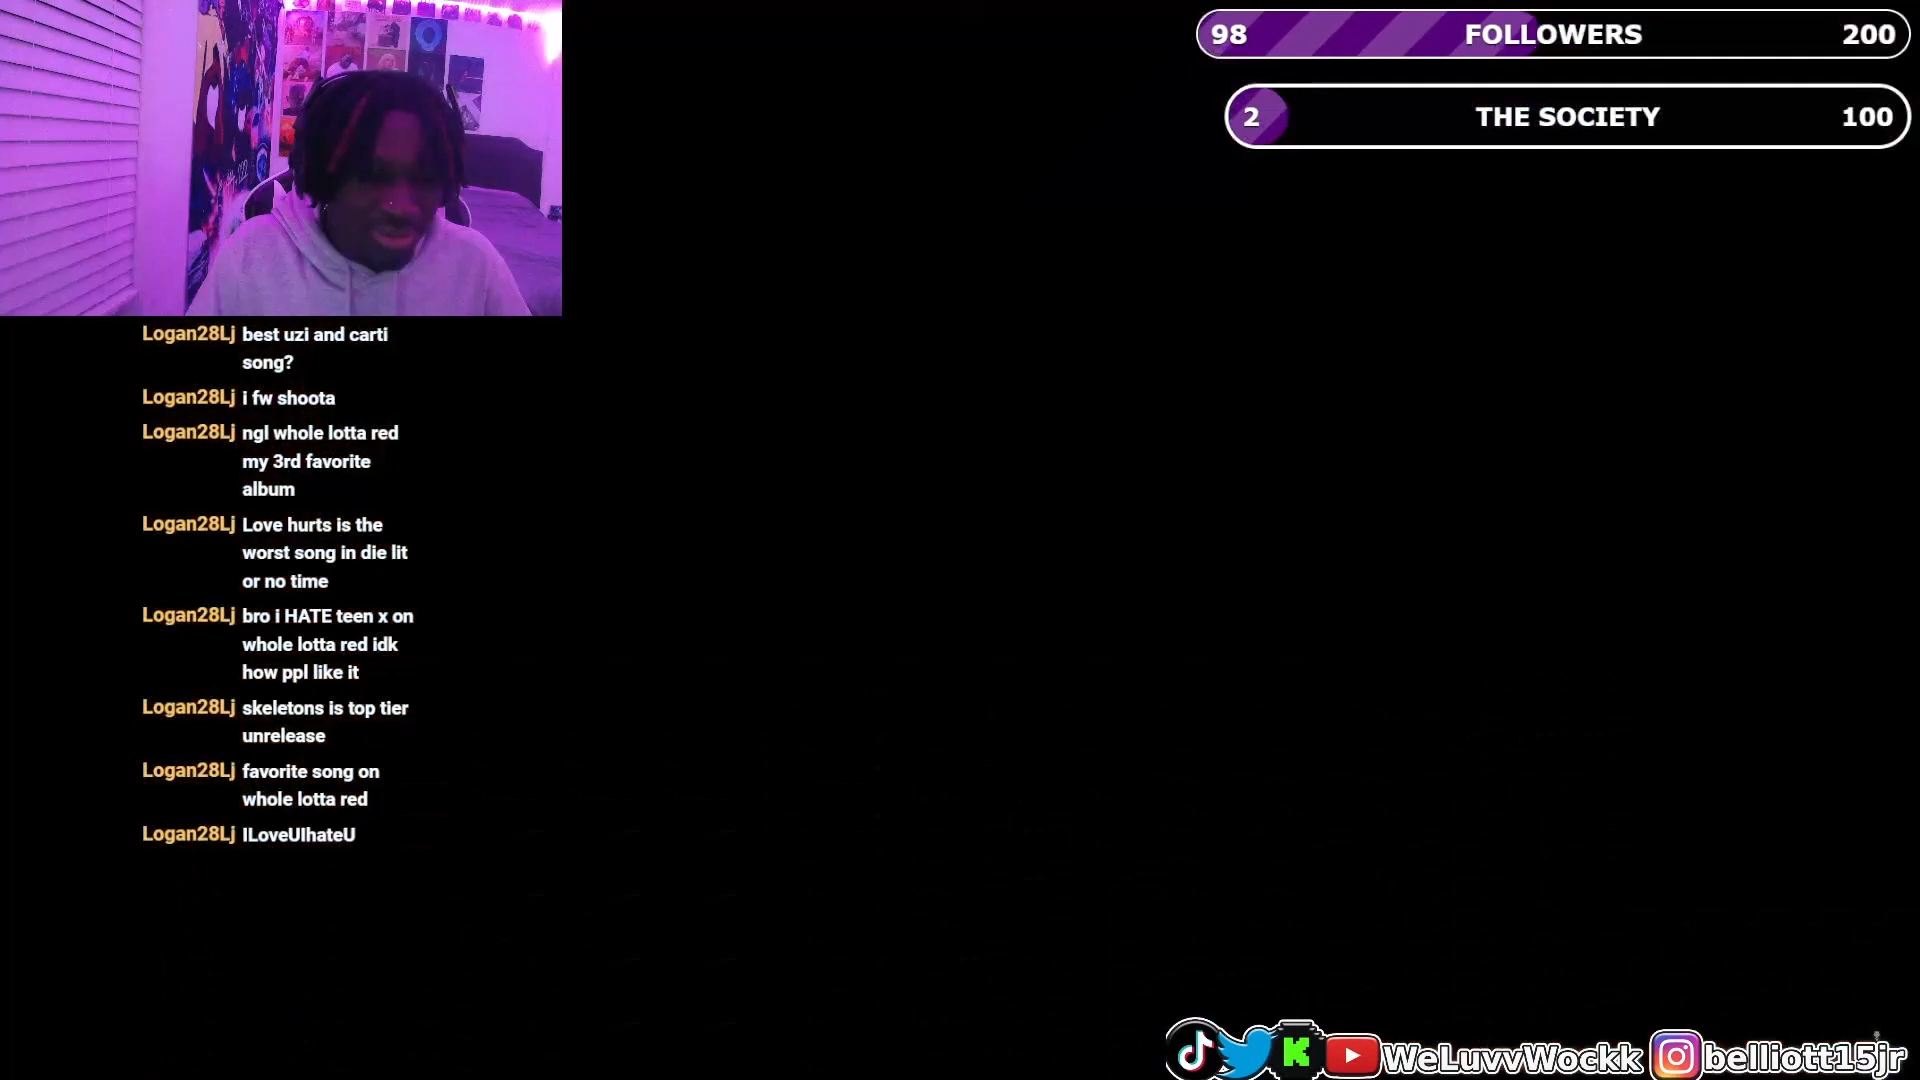 98 FOLLOWERS 200
2 THE SOCIETY 100
Logan28Lj best uzi and carti
song?
Logan28Lj i fw shoota
Logan28Lj ngl whole lotta red
my 3rd favorite
album
Logan28Lj Love hurts is the
worst song in die lit
or no time
Logan28Lj bro i HATE teen x on
whole lotta red idk
how ppl like it
Logan28Lj skeletons is top tier
unrelease
Logan28Lj favorite song on
whole lotta red
Logan28Lj ILoveUIhateU
K WeLuvvWockk belliott15jr